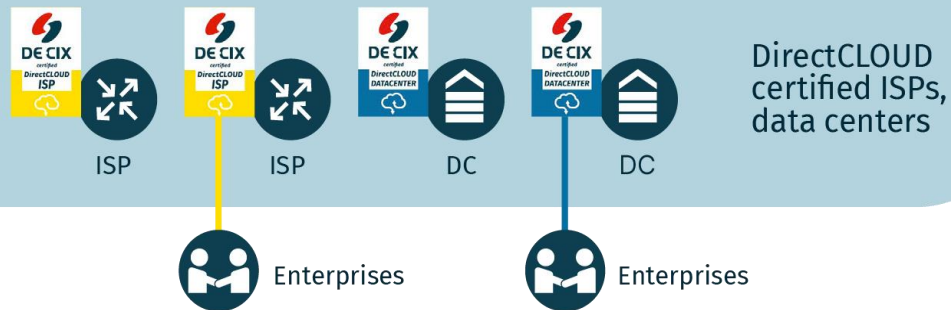 DE CIX
certified
DirectCLOUD
ISP
ISP
DE CIX
certified
DirectCLOUD
ISP
ISP
DE CIX
certified
DirectCLOUD
DATACENTER
DC
DE CIX
certified
DirectCLOUD
DATACENTER
DC
DirectCLOUD
certified ISPs,
data centers
Enterprises
Enterprises